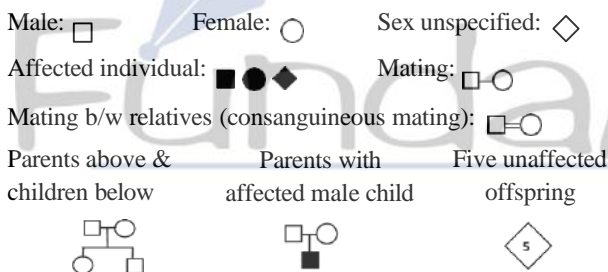 Male: Female: Sex unspecified:
Affected individual: Mating:
Mating b/w relatives (consanguineous mating):
Parents above & Parents with Five unaffected
children below affected male child offspring
5